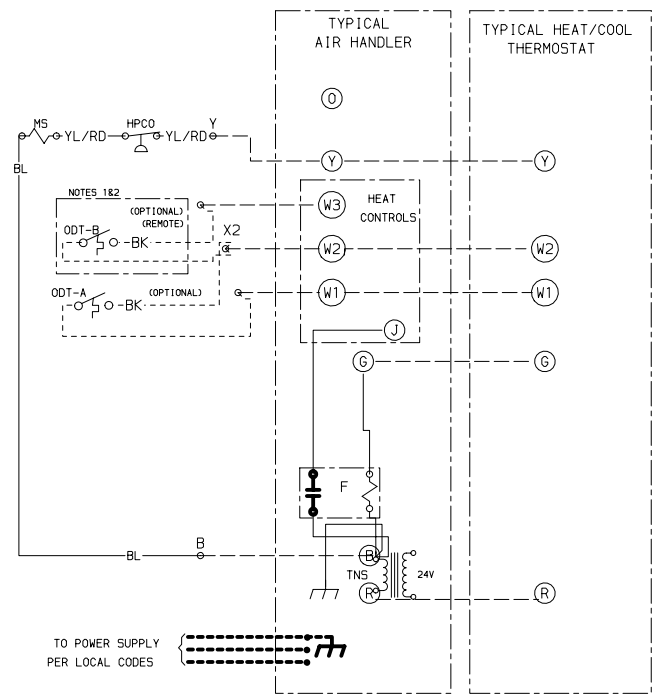 TYPICAL
AIR HANDLER
TYPICAL HEAT/COOL
THERMOSTAT
O
MS
YL/RD
HPCO
YL/RD
Y
Y
Y
BL
NOTES 1&2
(OPTIONAL)
(REMOTE)
W3
HEAT
CONTROLS
ODT-B
BK
X2
W2
W2
ODT-A
BK
(OPTIONAL)
W1
W1
J
G
G
F
BL
B
B
TNS
24V
R
R
TO POWER SUPPLY
PER LOCAL CODES